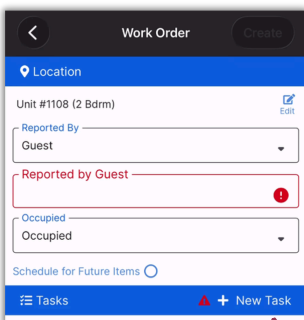 Work Order
Create
Location
Unit #1108 (2 Bdrm)
Edit
Reported By
Guest
Reported by Guest
Occupied
Occupied
Schedule for Future Items
Tasks
+ New Task